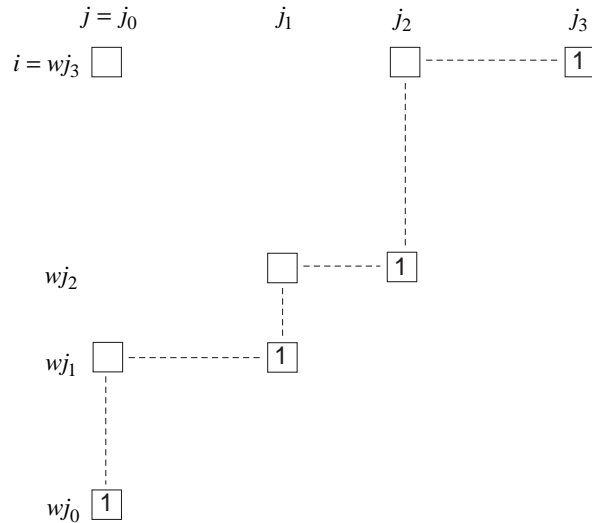 j = j₀ j₁ j₂ j₃
i = wj₃ 1
wj₂ 1
wj₁ 1
wj₀ 1